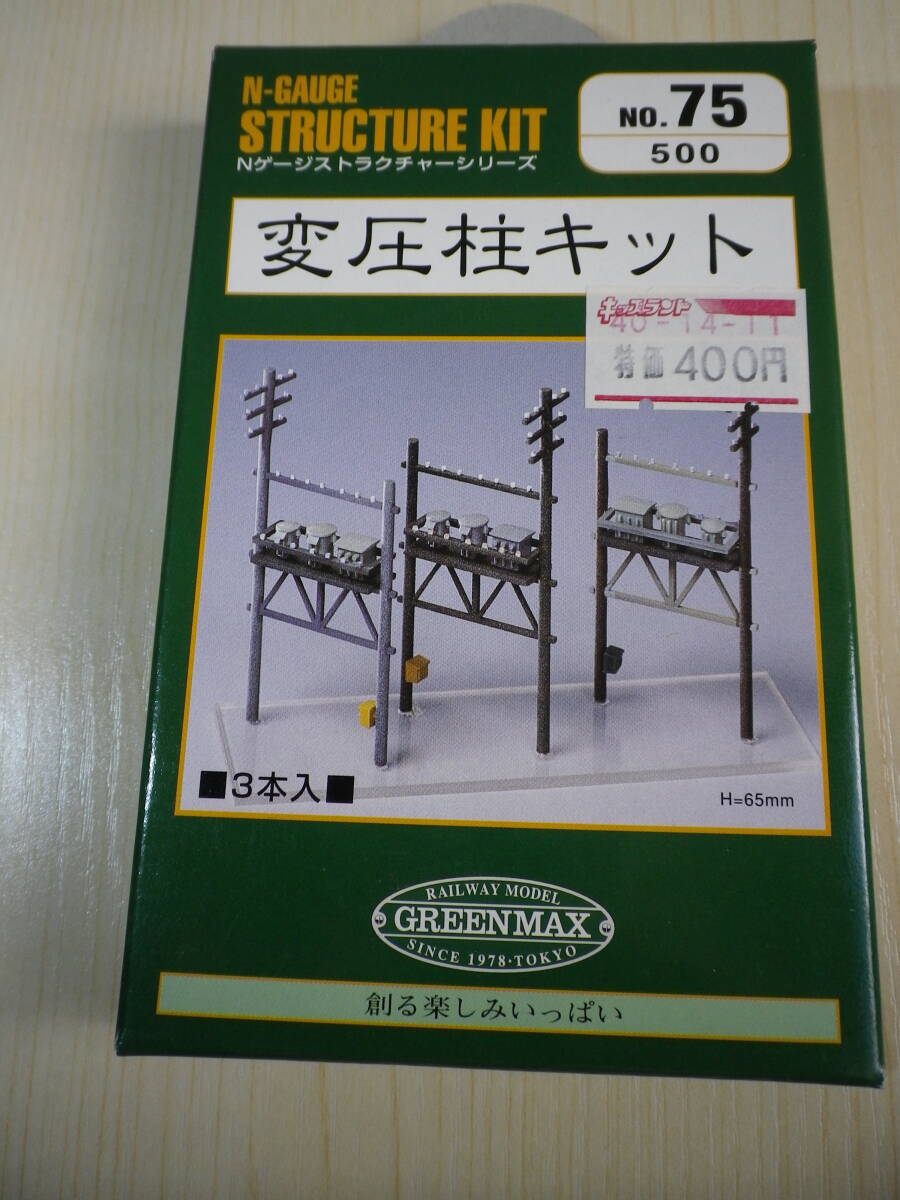 N-GAUGE
STRUCTURE KIT
Nゲージストラクチャーシリーズ
NO. 75
500
変圧柱キット
キッズランド
40-14-11
特価 400円
■3本入■
H=65mm
RAILWAY MODEL
GREENMAX
SINCE 1978・TOKYO
創る楽しみいっぱい